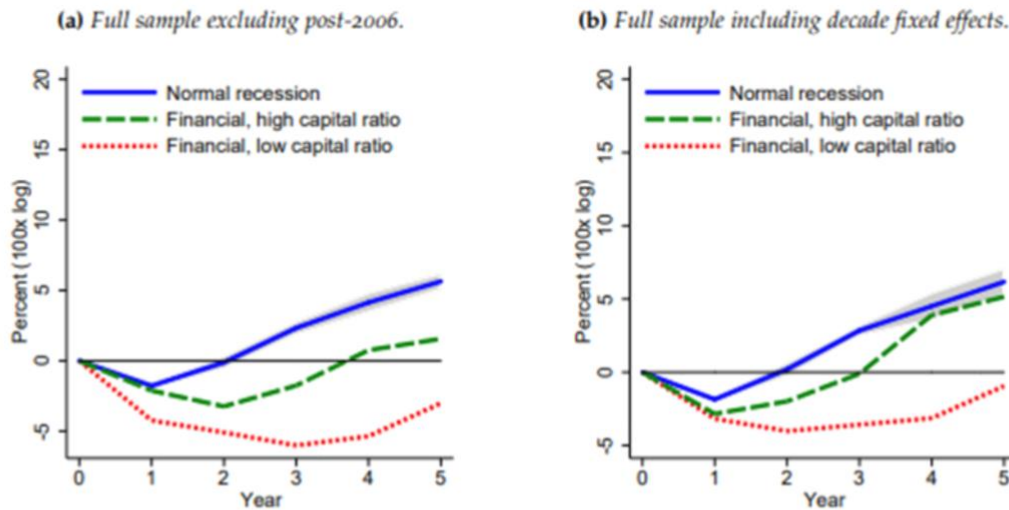 (a) Full sample excluding post-2006.
Percent (100x log)
20
15
10
5
0
-5
Normal recession
Financial, high capital ratio
Financial, low capital ratio
0 1 2 3 4 5
Year
(b) Full sample including decade fixed effects.
Percent (100x log)
20
15
10
5
0
-5
Normal recession
Financial, high capital ratio
Financial, low capital ratio
0 1 2 3 4 5
Year